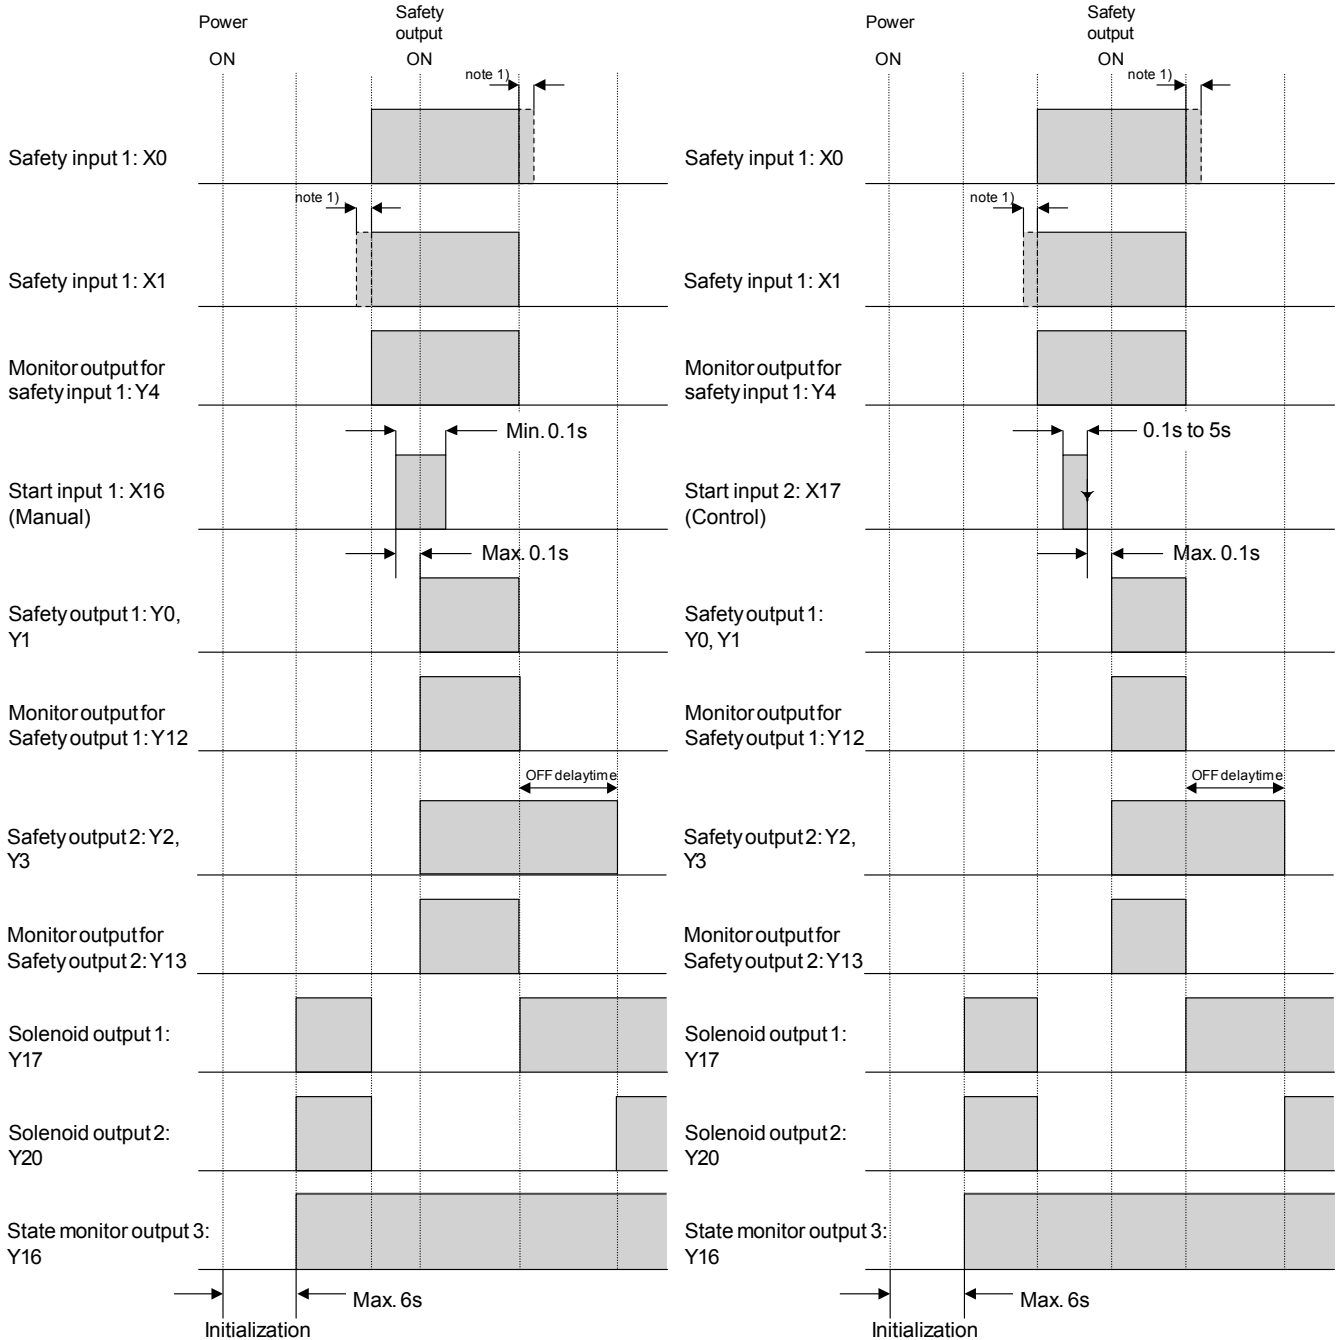 Power
ON
Safety
output
ON
note 1)
Safety input 1: X0
note 1)
Safety input 1: X1
Monitor output for
safety input 1: Y4
Min. 0.1s
Start input 1: X16
(Manual)
Max. 0.1s
Safety output 1: Y0,
Y1
Monitor output for
Safety output 1: Y12
OFF delay time
Safety output 2: Y2,
Y3
Monitor output for
Safety output 2: Y13
Solenoid output 1:
Y17
Solenoid output 2:
Y20
State monitor output 3:
Y16
Max. 6s
Initialization
Power
ON
Safety
output
ON
note 1)
Safety input 1: X0
note 1)
Safety input 1: X1
Monitor output for
safety input 1: Y4
0.1s to 5s
Start input 2: X17
(Control)
Max. 0.1s
Safety output 1:
Y0, Y1
Monitor output for
Safety output 1: Y12
OFF delay time
Safety output 2: Y2,
Y3
Monitor output for
Safety output 2: Y13
Solenoid output 1:
Y17
Solenoid output 2:
Y20
State monitor output 3:
Y16
Max. 6s
Initialization